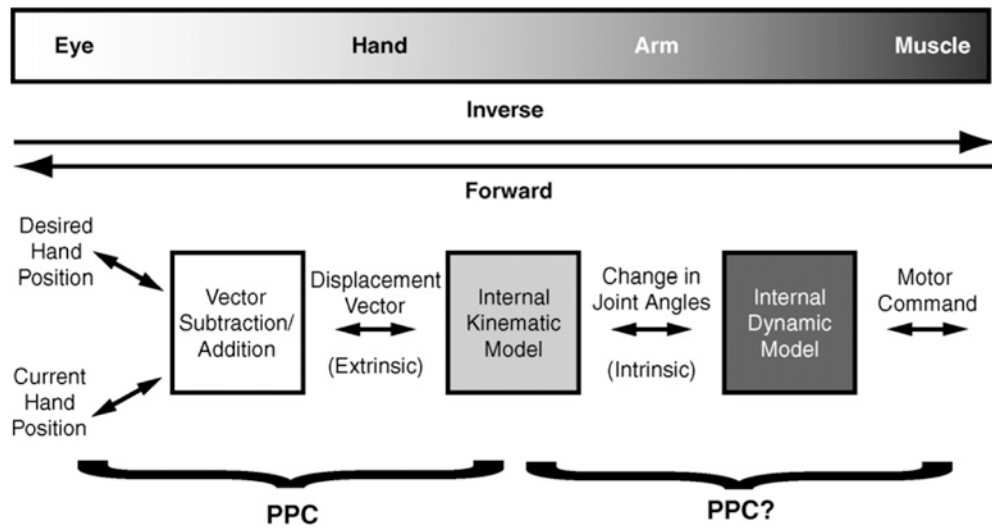 Eye Hand Arm Muscle
Inverse
Forward
Desired
Hand
Position
Current
Hand
Position
Vector
Subtraction/
Addition
Displacement
Vector
(Extrinsic)
Internal
Kinematic
Model
Change in
Joint Angles
(Intrinsic)
Internal
Dynamic
Model
Motor
Command
PPC
PPC?